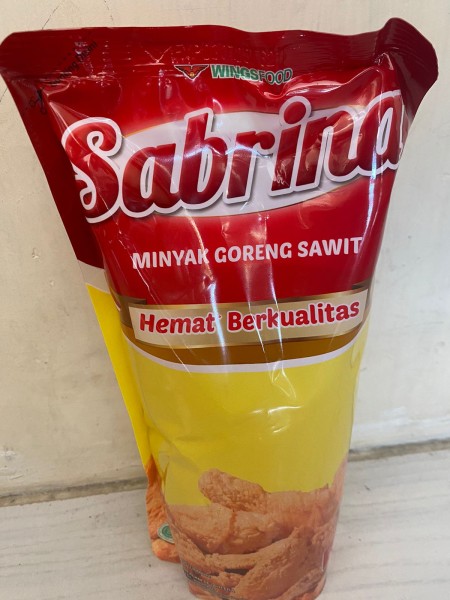 WINGSFOOD
Sabrina
MINYAK GORENG SAWIT
Hemat* Berkualitas